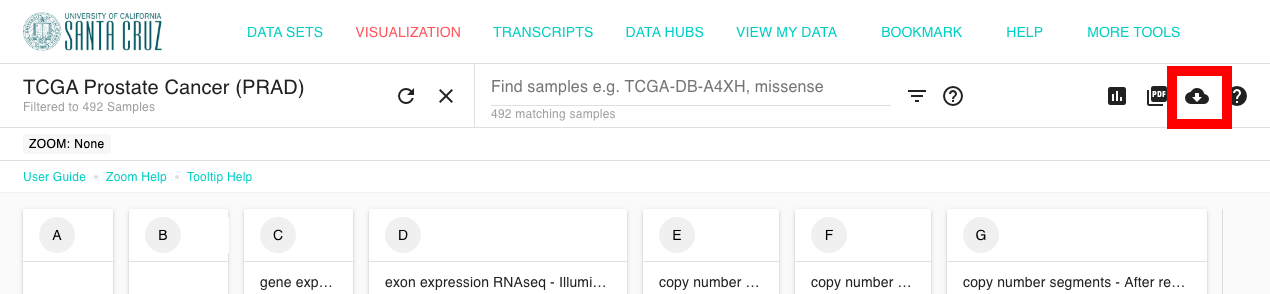 UNIVERSITY OF CALIFORNIA
SANTA CRUZ
DATA SETS VISUALIZATION TRANSCRIPTS DATA HUBS VIEW MY DATA BOOKMARK HELP MORE TOOLS
TCGA Prostate Cancer (PRAD)
Filtered to 492 Samples
Find samples e.g. TCGA-DB-A4XH, missense
492 matching samples
PDF
ZOOM: None
User Guide • Zoom Help • Tooltip Help
A B C D E F G
gene exp... exon expression RNAseq - Illumi... copy number ... copy number ... copy number segments - After re...